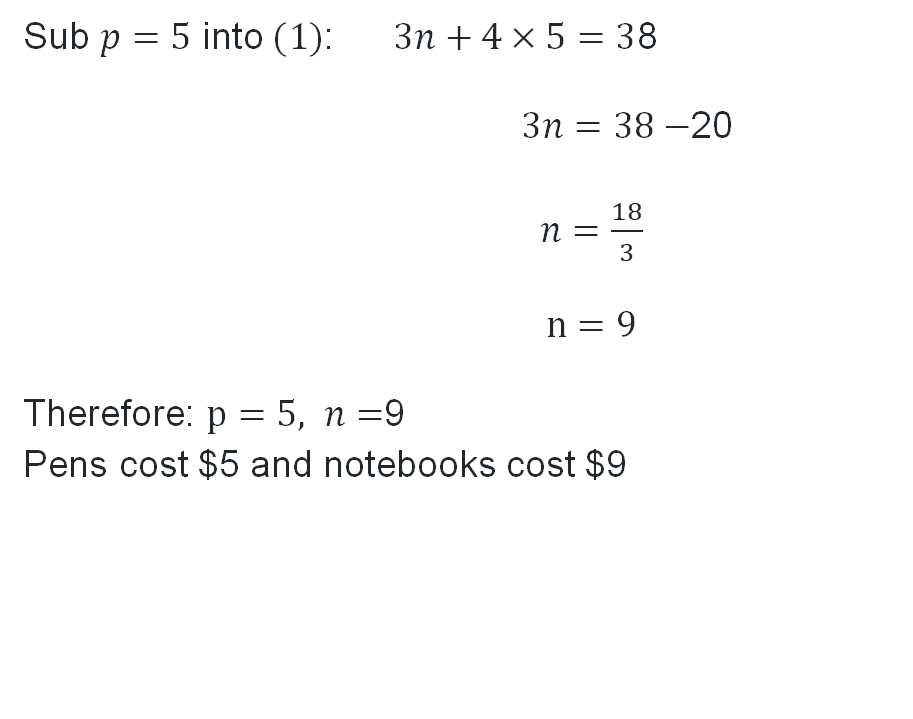 Sub p = 5 into (1): 3n + 4 × 5 = 38
3n = 38 –20
n = 18/3
n = 9
Therefore: p = 5, n =9
Pens cost $5 and notebooks cost $9